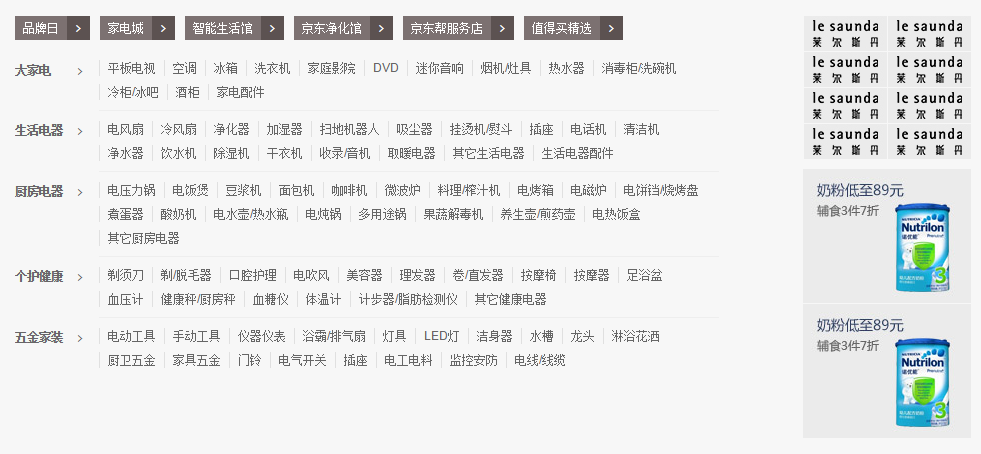 品牌日 > 家电城 > 智能生活馆 > 京东净化馆 > 京东帮服务店 > 值得买精选 >
大家电 > 平板电视 空调 冰箱 洗衣机 家庭影院 DVD 迷你音响 烟机/灶具 热水器 消毒柜/洗碗机
冷柜/冰吧 酒柜 家电配件
生活电器 > 电风扇 冷风扇 净化器 加湿器 扫地机器人 吸尘器 挂烫机/熨斗 插座 电话机 清洁机
净水器 饮水机 除湿机 干衣机 收录/音机 取暖电器 其它生活电器 生活电器配件
厨房电器 > 电压力锅 电饭煲 豆浆机 面包机 咖啡机 微波炉 料理/榨汁机 电烤箱 电磁炉 电饼铛/烧烤盘
煮蛋器 酸奶机 电水壶/热水瓶 电炖锅 多用途锅 果蔬解毒机 养生壶/煎药壶 电热饭盒
其它厨房电器
个护健康 > 剃须刀 剃/脱毛器 口腔护理 电吹风 美容器 理发器 卷/直发器 按摩椅 按摩器 足浴盆
血压计 健康秤/厨房秤 血糖仪 体温计 计步器/脂肪检测仪 其它健康电器
五金家装 > 电动工具 手动工具 仪器仪表 浴霸/排气扇 灯具 LED灯 洁身器 水槽 龙头 淋浴花洒
厨卫五金 家具五金 门铃 电气开关 插座 电工电料 监控安防 电线/线缆
le saunda le saunda
莱尔斯丹 莱尔斯丹
le saunda le saunda
莱尔斯丹 莱尔斯丹
le saunda le saunda
莱尔斯丹 莱尔斯丹
le saunda le saunda
莱尔斯丹 莱尔斯丹
奶粉低至89元
辅食3件7折
NUTRICIA
Nutrilon
诺优能
3
奶粉低至89元
辅食3件7折
NUTRICIA
Nutrilon
诺优能
3